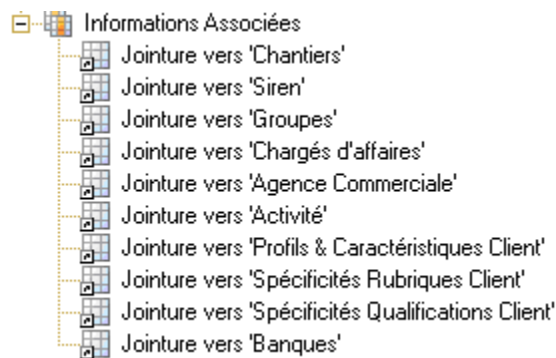 Informations Associées
Jointure vers 'Chantiers'
Jointure vers 'Siren'
Jointure vers 'Groupes'
Jointure vers 'Chargés d'affaires'
Jointure vers 'Agence Commerciale'
Jointure vers 'Activité'
Jointure vers 'Profils & Caractéristiques Client'
Jointure vers 'Spécificités Rubriques Client'
Jointure vers 'Spécificités Qualifications Client'
Jointure vers 'Banques'